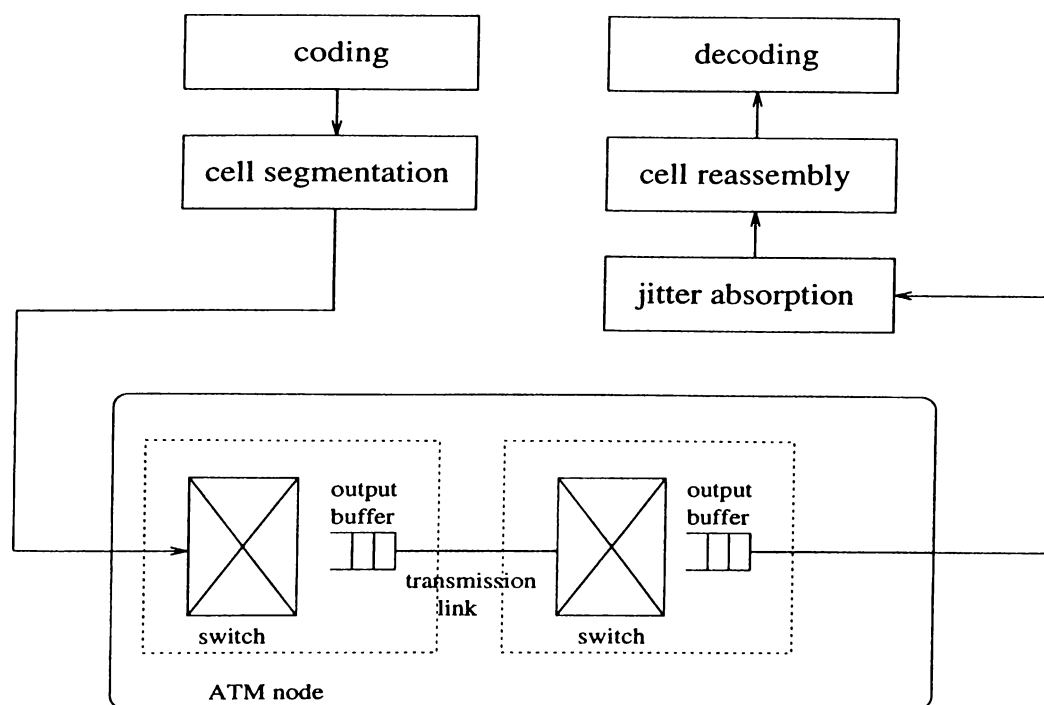 coding
decoding
cell segmentation
cell reassembly
jitter absorption
output
buffer
output
buffer
transmission
link
switch
switch
ATM node